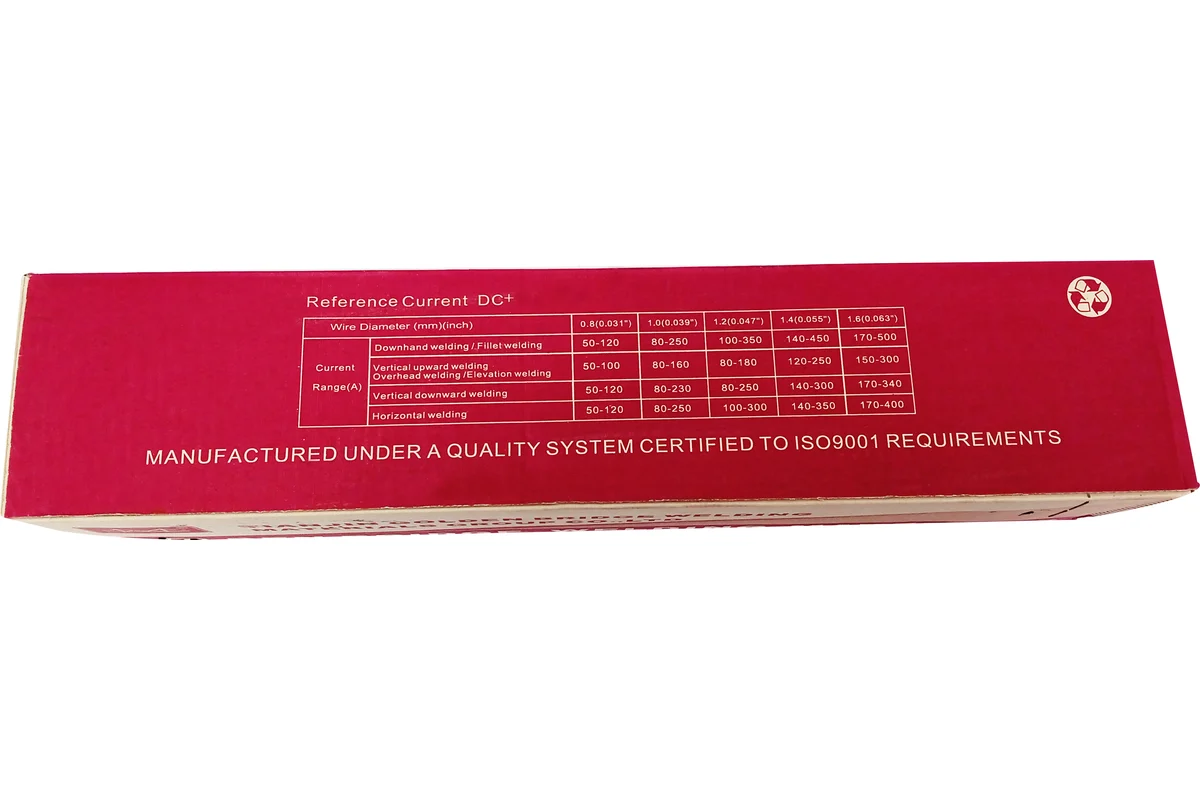 Reference Current DC+
Wire Diameter (mm)(inch) 0.8(0.031") 1.0(0.039") 1.2(0.047") 1.4(0.055") 1.6(0.063")
Current Range(A)
Downhand welding / Fillet welding 50-120 80-250 100-350 140-450 170-500
Vertical upward welding
Overhead welding /Elevation welding 50-100 80-160 80-180 120-250 150-300
Vertical downward welding 50-120 80-230 80-250 140-300 170-340
Horizontal welding 50-120 80-250 100-300 140-350 170-400
MANUFACTURED UNDER A QUALITY SYSTEM CERTIFIED TO ISO9001 REQUIREMENTS
GOLDEN BRIDGE WELDING